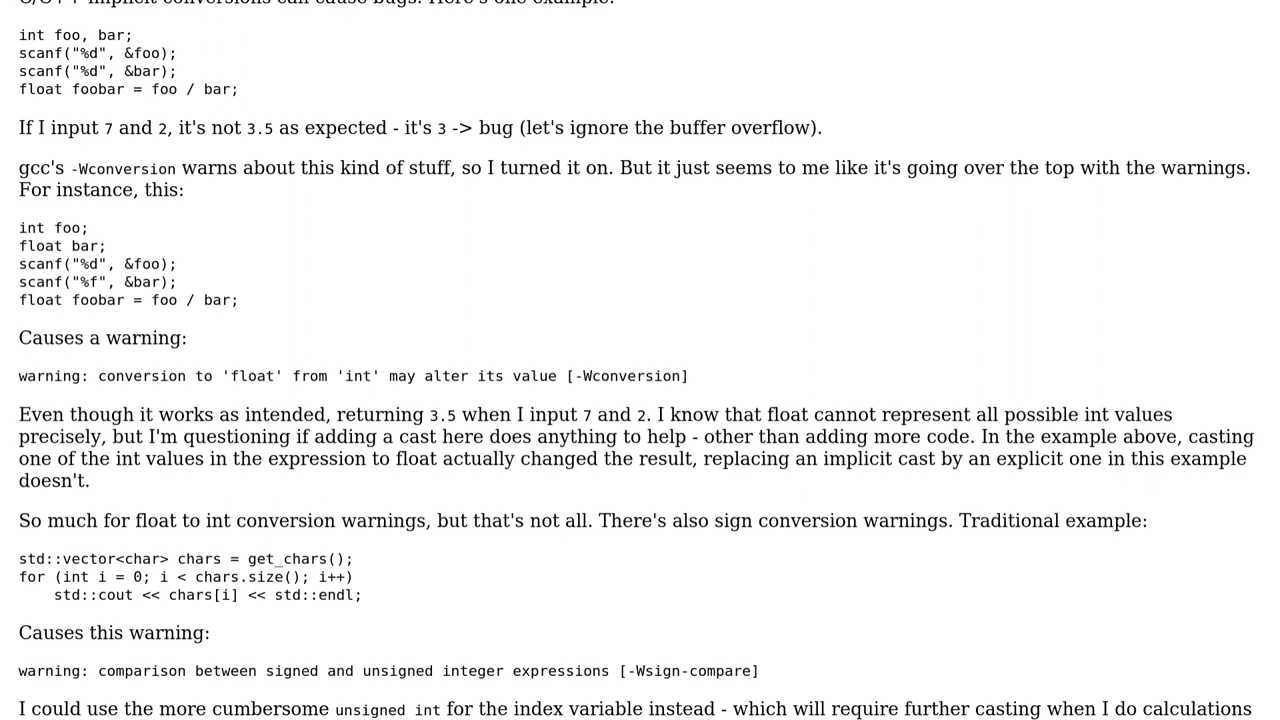 C/C++ implicit conversions can cause bugs. Here's one example:
int foo, bar;
scanf("%d", &foo);
scanf("%d", &bar);
float foobar = foo / bar;
If I input 7 and 2, it's not 3.5 as expected - it's 3 -> bug (let's ignore the buffer overflow).
gcc's -Wconversion warns about this kind of stuff, so I turned it on. But it just seems to me like it's going over the top with the warnings.
For instance, this:
int foo;
float bar;
scanf("%d", &foo);
scanf("%f", &bar);
float foobar = foo / bar;
Causes a warning:
warning: conversion to 'float' from 'int' may alter its value [-Wconversion]
Even though it works as intended, returning 3.5 when I input 7 and 2. I know that float cannot represent all possible int values
precisely, but I'm questioning if adding a cast here does anything to help - other than adding more code. In the example above, casting
one of the int values in the expression to float actually changed the result, replacing an implicit cast by an explicit one in this example
doesn't.
So much for float to int conversion warnings, but that's not all. There's also sign conversion warnings. Traditional example:
std::vector<char> chars = get_chars();
for (int i = 0; i < chars.size(); i++)
    std::cout << chars[i] << std::endl;
Causes this warning:
warning: comparison between signed and unsigned integer expressions [-Wsign-compare]
I could use the more cumbersome unsigned int for the index variable instead - which will require further casting when I do calculations